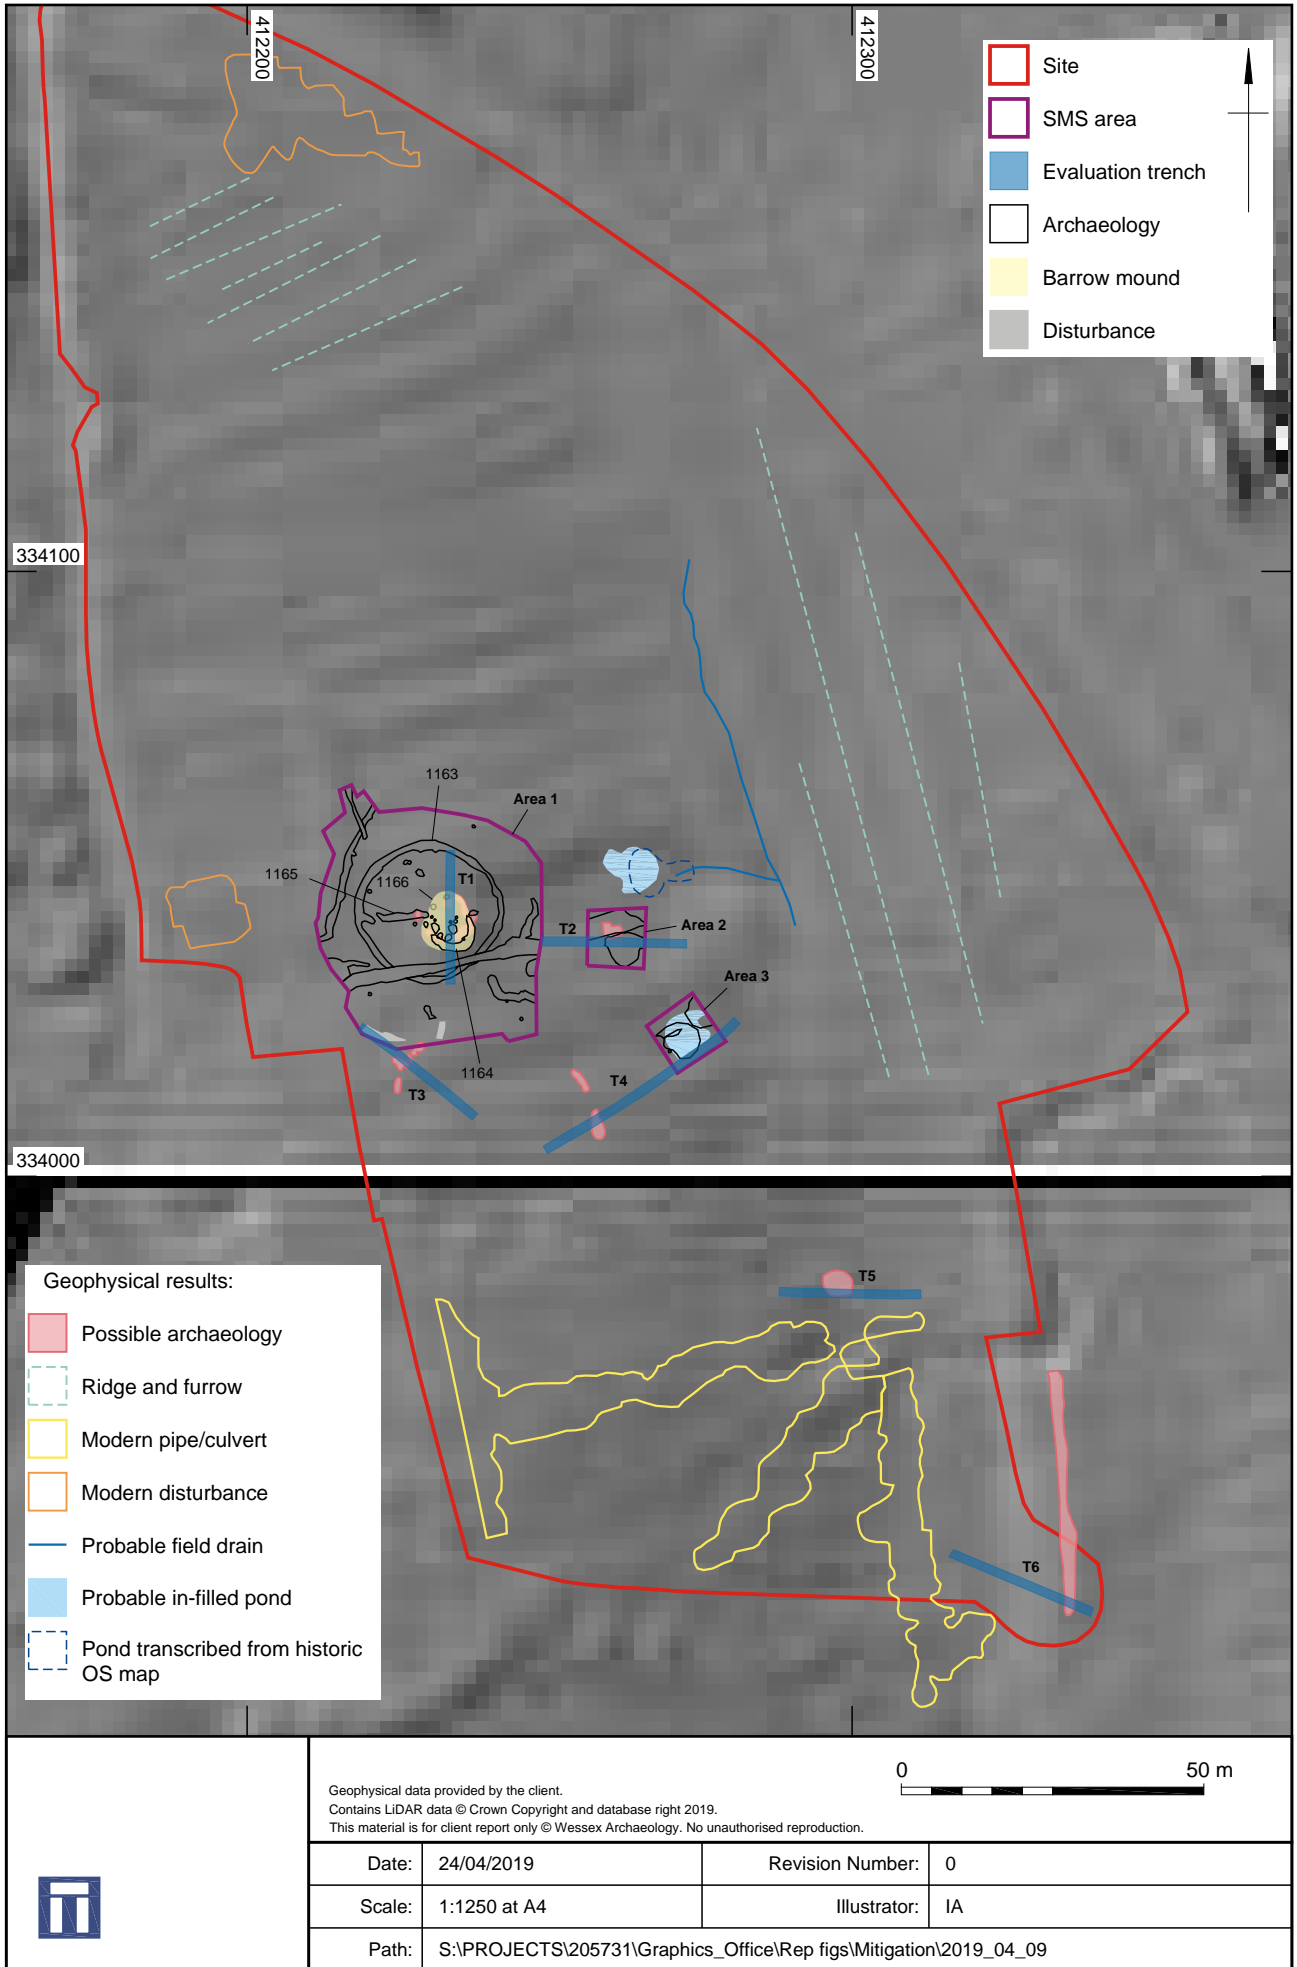 412200
412300
Site
SMS area
Evaluation trench
Archaeology
Barrow mound
Disturbance
334100
1163
Area 1
1165
1166
T1
T2
Area 2
Area 3
1164
T3
T4
334000
Geophysical results:
Possible archaeology
Ridge and furrow
Modern pipe/culvert
Modern disturbance
Probable field drain
Probable in-filled pond
Pond transcribed from historic
OS map
T5
T6
0 50 m
Geophysical data provided by the client.
Contains LiDAR data © Crown Copyright and database right 2019.
This material is for client report only © Wessex Archaeology. No unauthorised reproduction.
Date: 24/04/2019 Revision Number: 0
Scale: 1:1250 at A4 Illustrator: IA
Path: S:\PROJECTS\205731\Graphics_Office\Rep figs\Mitigation\2019_04_09